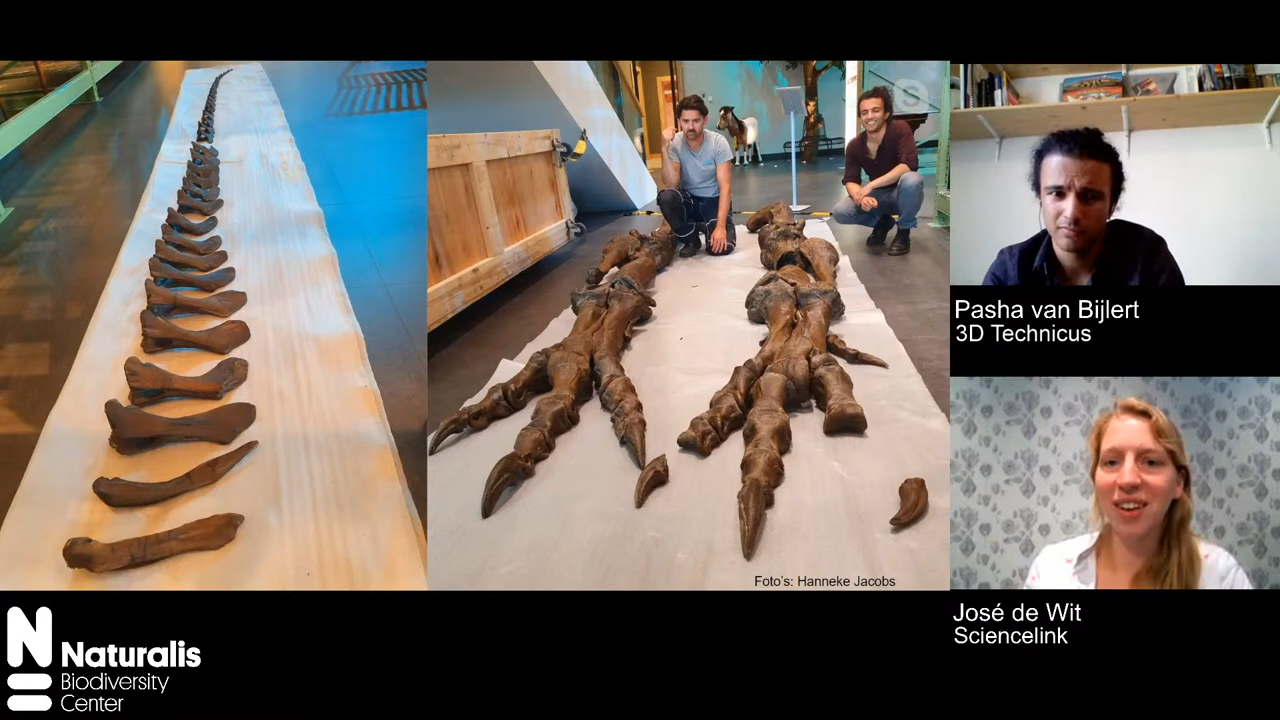 Pasha van Bijlert
3D Technicus
Foto's: Hanneke Jacobs
José de Wit
Sciencelink
Naturalis
Biodiversity
Center